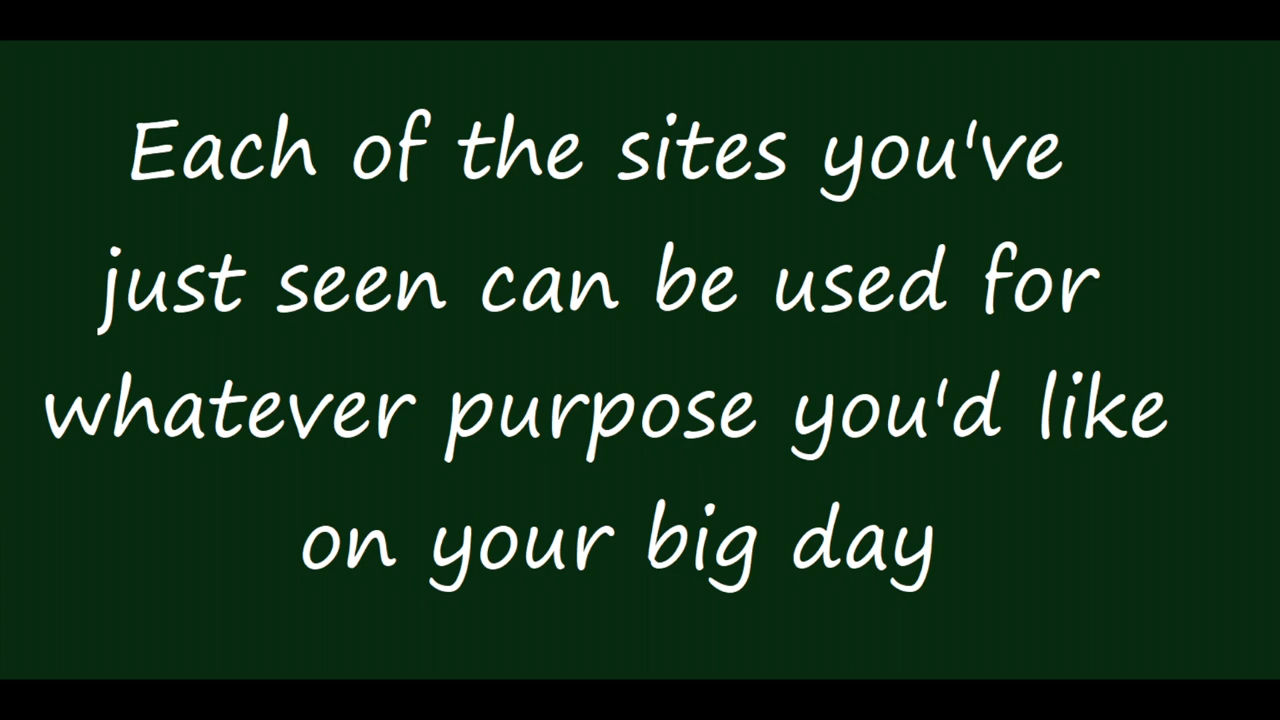 Each of the sites you've
just seen can be used for
whatever purpose you'd like
on your big day